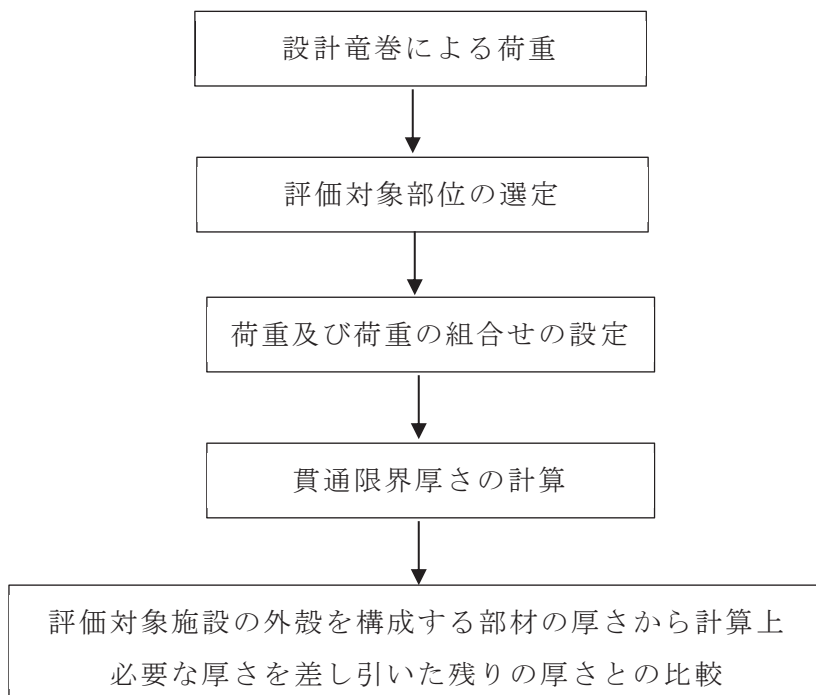 設計竜巻による荷重
評価対象部位の選定
荷重及び荷重の組合せの設定
貫通限界厚さの計算
評価対象施設の外殻を構成する部材の厚さから計算上
必要な厚さを差し引いた残りの厚さとの比較